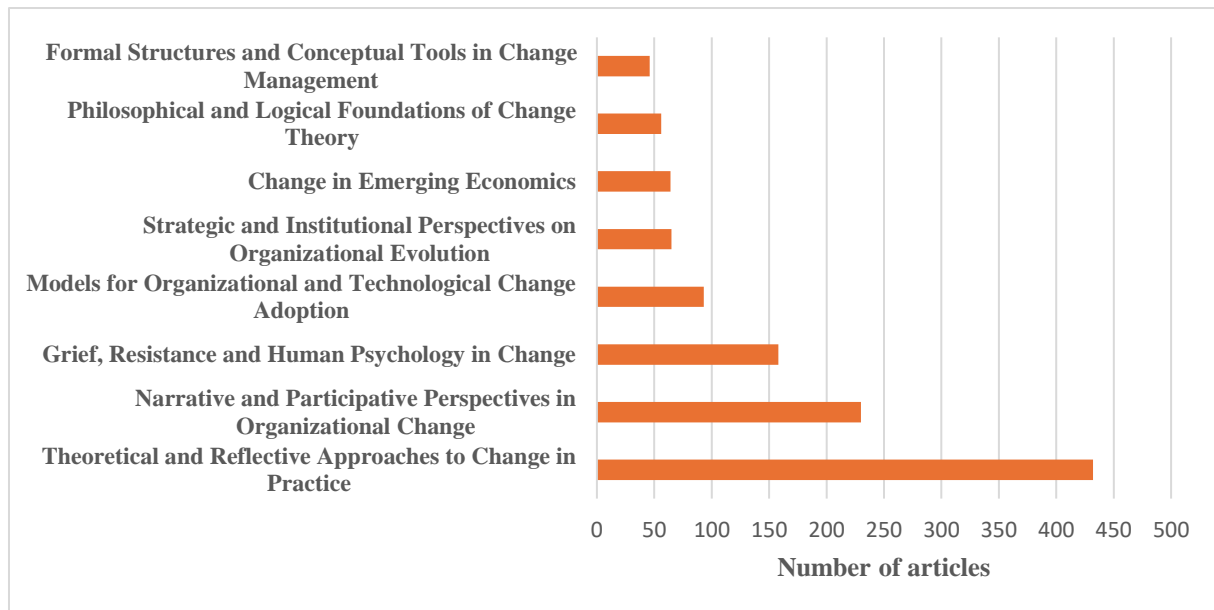 Formal Structures and Conceptual Tools in Change
Management
Philosophical and Logical Foundations of Change
Theory
Change in Emerging Economics
Strategic and Institutional Perspectives on
Organizational Evolution
Models for Organizational and Technological Change
Adoption
Grief, Resistance and Human Psychology in Change
Narrative and Participative Perspectives in
Organizational Change
Theoretical and Reflective Approaches to Change in
Practice
0 50 100 150 200 250 300 350 400 450 500
Number of articles